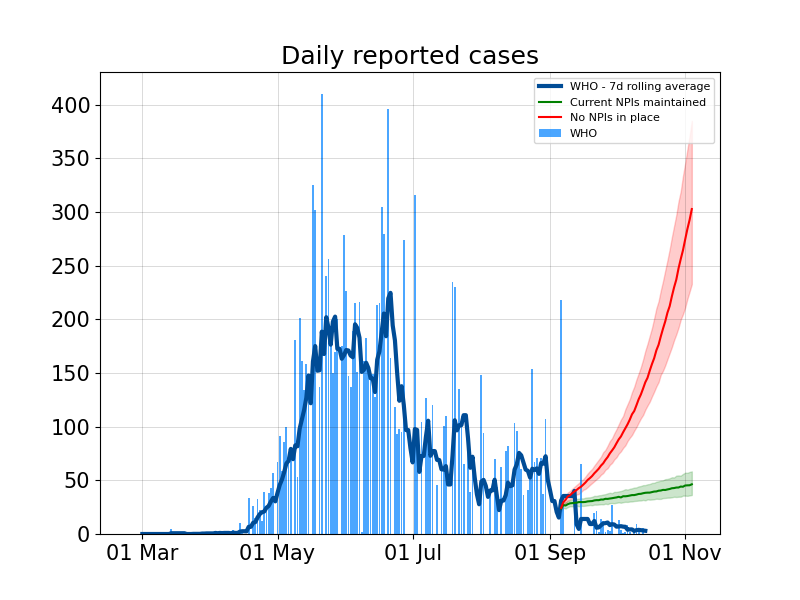 Daily reported cases
WHO - 7d rolling average
Current NPIs maintained
No NPIs in place
WHO
400
350
300
250
200
150
100
50
0
01 Mar 01 May 01 Jul 01 Sep 01 Nov